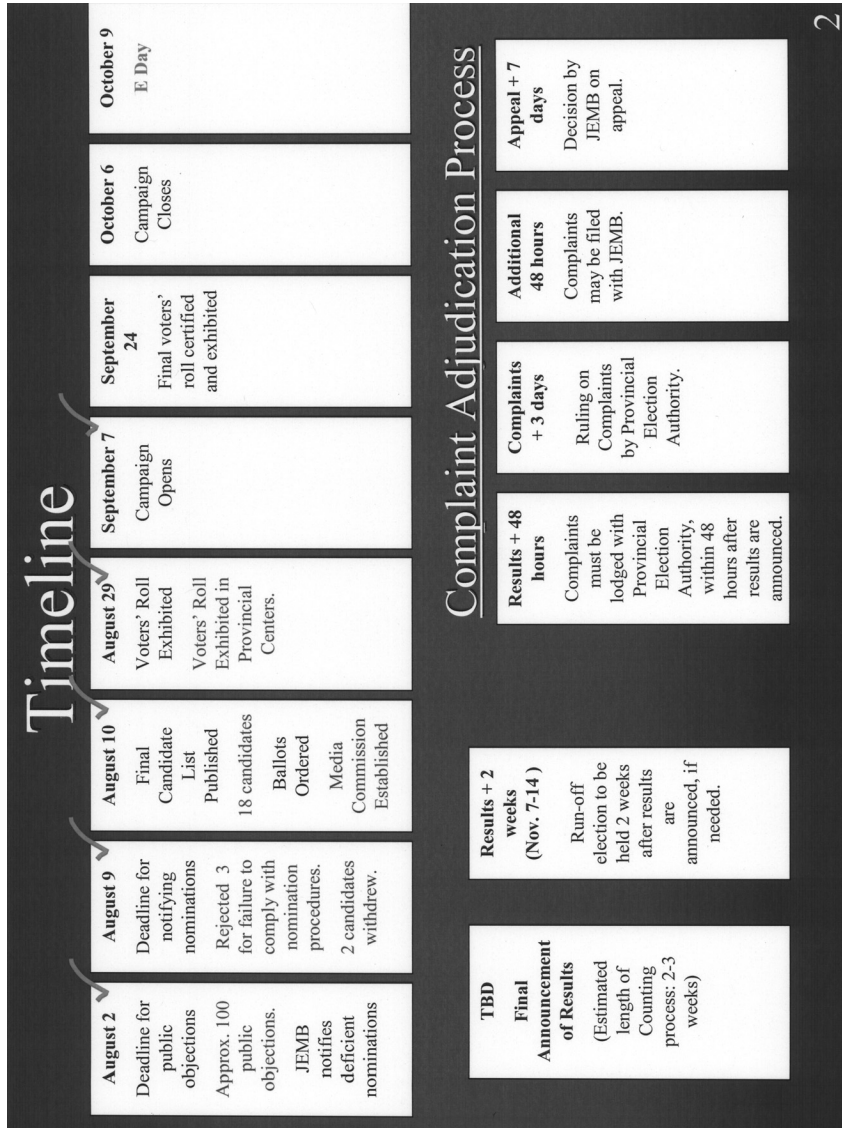 Timeline
August 2
Deadline for
public
objections
Approx. 100
public
objections.
JEMB
notifies
deficient
nominations
August 9
Deadline for
notifying
nominations
Rejected 3
for failure to
comply with
nomination
procedures.
2 candidates
withdrew.
August 10
Final
Candidate
List
Published
18 candidates
Ballots
Ordered
Media
Commission
Established
August 29
Voters' Roll
Exhibited
Voters' Roll
Exhibited in
Provincial
Centers.
September 7
Campaign
Opens
September
24
Final voters'
roll certified
and exhibited
October 6
Campaign
Closes
October 9
E Day
TBD
Final
Announcement
of Results
(Estimated
length of
Counting
process: 2-3
weeks)
Results + 2
weeks
(Nov. 7-14 )
Run-off
election to be
held 2 weeks
after results
are
announced, if
needed.
Complaint Adjudication Process
Results + 48
hours
Complaints
must be
lodged with
Provincial
Election
Authority,
within 48
hours after
results are
announced.
Complaints
+ 3 days
Ruling on
Complaints
by Provincial
Election
Authority.
Additional
48 hours
Complaints
may be filed
with JEMB.
Appeal + 7
days
Decision by
JEMB on
appeal.
2